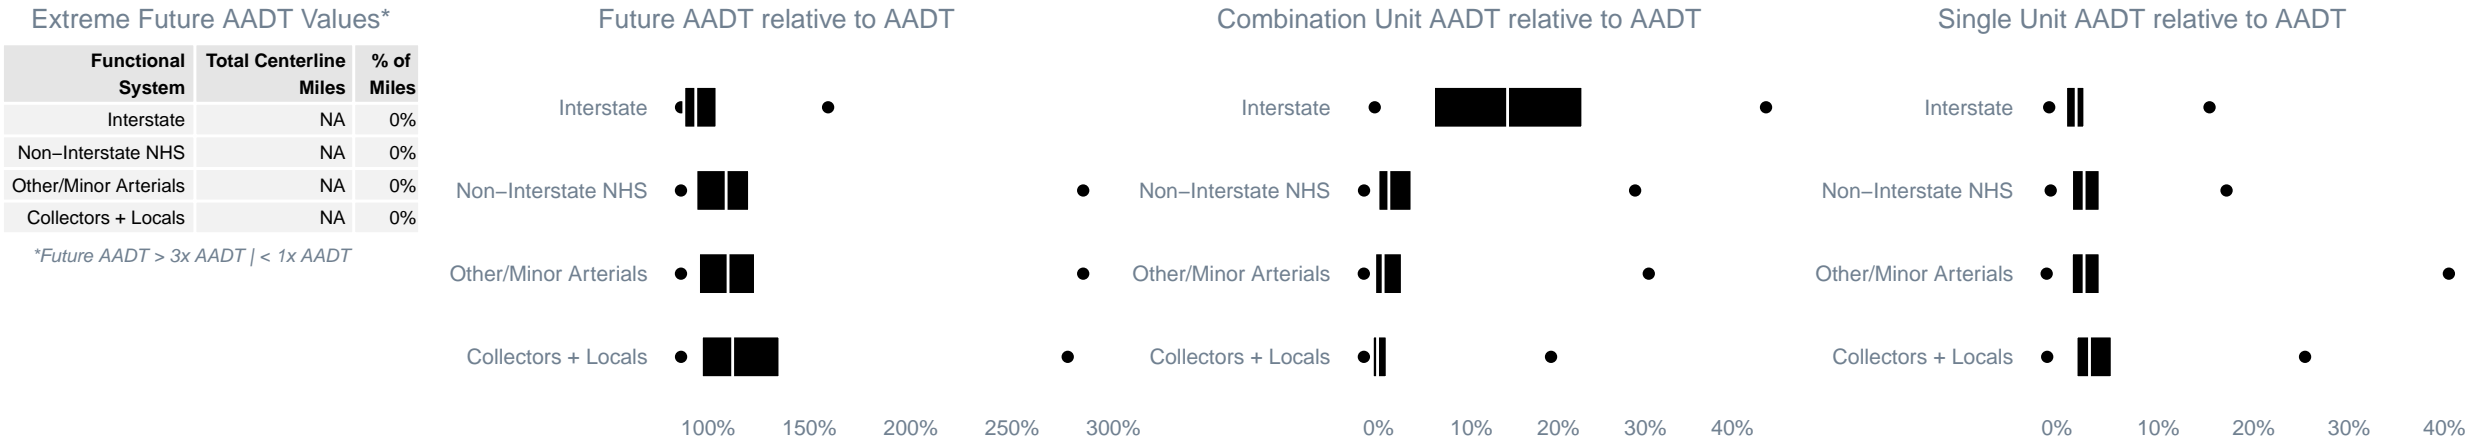 Extreme Future AADT Values*
Functional System Total Centerline Miles % of Miles
Interstate NA 0%
Non−Interstate NHS NA 0%
Other/Minor Arterials NA 0%
Collectors + Locals NA 0%
*Future AADT > 3x AADT | < 1x AADT
Future AADT relative to AADT
Interstate
Non−Interstate NHS
Other/Minor Arterials
Collectors + Locals
100% 150% 200% 250% 300%
Combination Unit AADT relative to AADT
Interstate
Non−Interstate NHS
Other/Minor Arterials
Collectors + Locals
0% 10% 20% 30% 40%
Single Unit AADT relative to AADT
Interstate
Non−Interstate NHS
Other/Minor Arterials
Collectors + Locals
0% 10% 20% 30% 40%